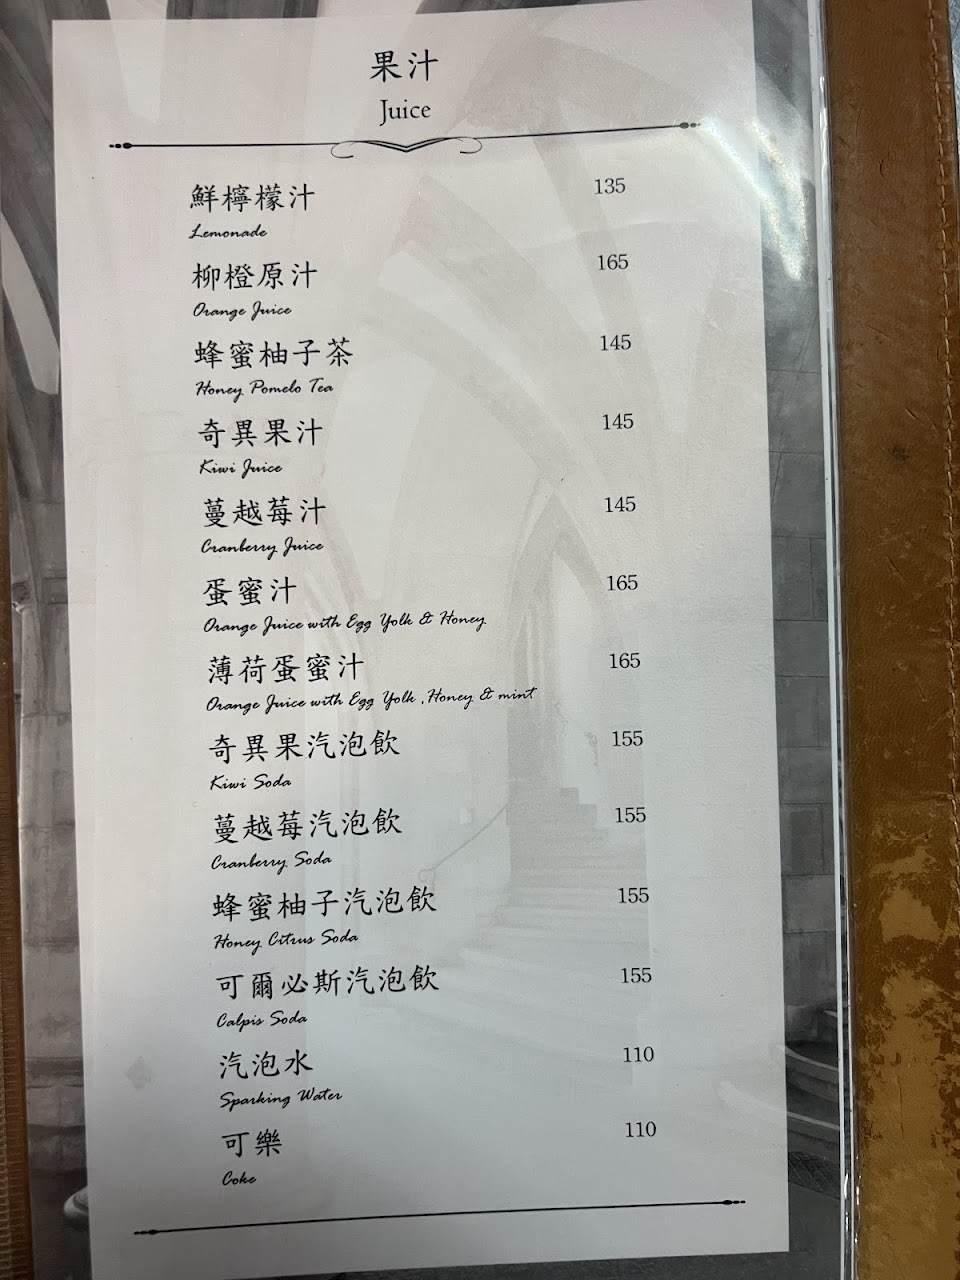 果汁
Juice
鮮檸檬汁 135
Lemonade
柳橙原汁 165
Orange Juice
蜂蜜柚子茶 145
Honey Pomelo Tea
奇異果汁 145
Kiwi Juice
蔓越莓汁 145
Cranberry Juice
蛋蜜汁 165
Orange Juice with Egg Yolk & Honey
薄荷蛋蜜汁 165
Orange Juice with Egg Yolk , Honey & mint
奇異果汽泡飲 155
Kiwi Soda
蔓越莓汽泡飲 155
Cranberry Soda
蜂蜜柚子汽泡飲 155
Honey Citrus Soda
可爾必斯汽泡飲 155
Calpis Soda
汽泡水 110
Sparking Water
可樂 110
Coke